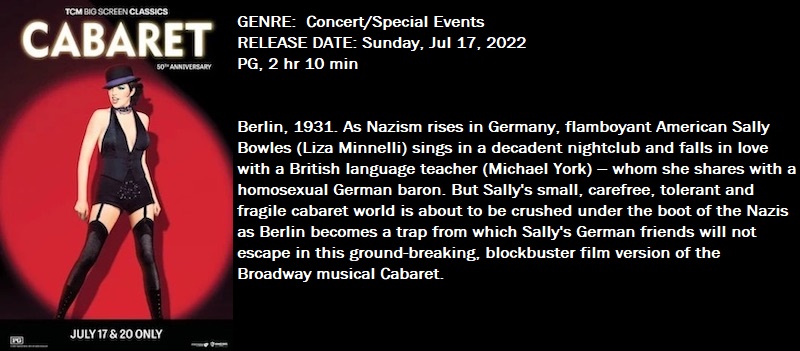 TCM BIG SCREEN CLASSICS
CABARET
50TH ANNIVERSARY
JULY 17 & 20 ONLY
PG
GENRE:  Concert/Special Events
RELEASE DATE: Sunday, Jul 17, 2022
PG, 2 hr 10 min
Berlin, 1931. As Nazism rises in Germany, flamboyant American Sally
Bowles (Liza Minnelli) sings in a decadent nightclub and falls in love
with a British language teacher (Michael York) – whom she shares with a
homosexual German baron. But Sally's small, carefree, tolerant and
fragile cabaret world is about to be crushed under the boot of the Nazis
as Berlin becomes a trap from which Sally's German friends will not
escape in this ground-breaking, blockbuster film version of the
Broadway musical Cabaret.